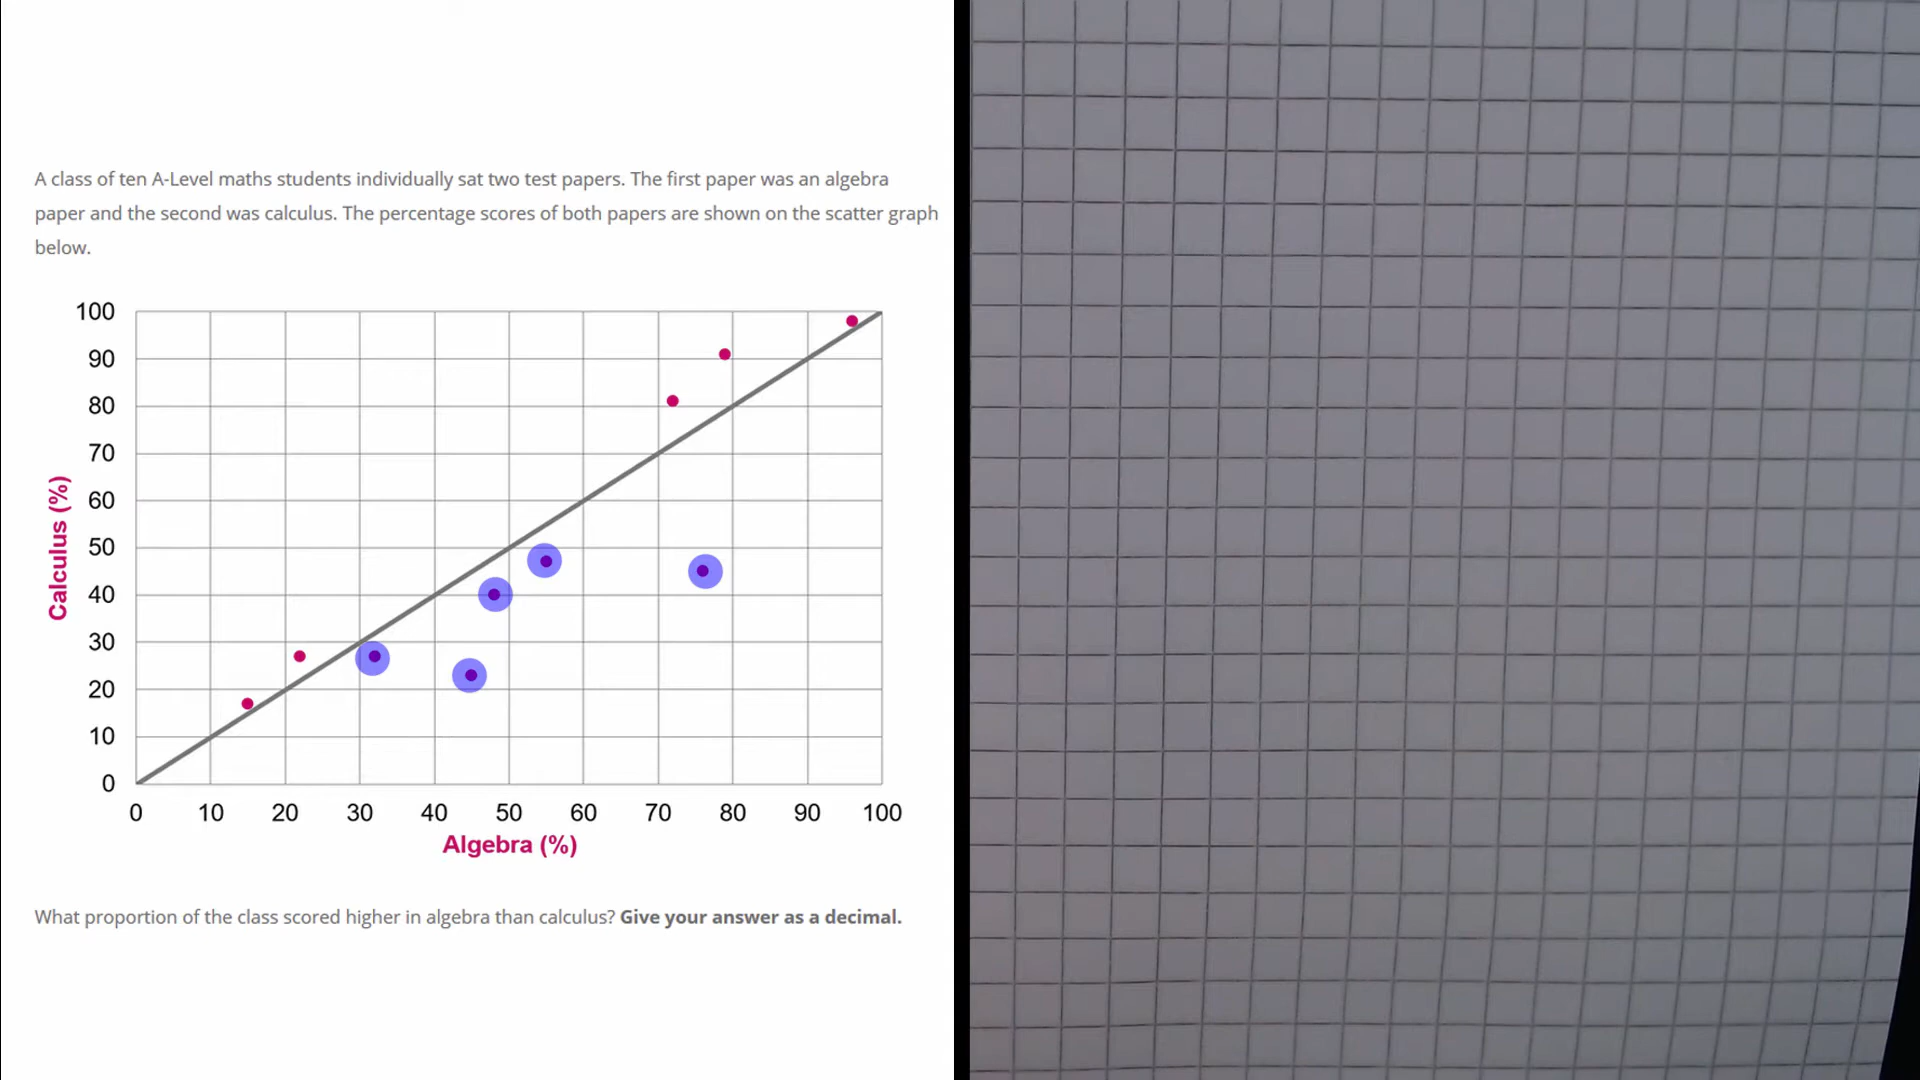 A class of ten A-Level maths students individually sat two test papers. The first paper was an algebra
paper and the second was calculus. The percentage scores of both papers are shown on the scatter graph
below.
100
90
80
70
60
50
40
30
20
10
0
Calculus (%)
0 10 20 30 40 50 60 70 80 90 100
Algebra (%)
What proportion of the class scored higher in algebra than calculus? Give your answer as a decimal.